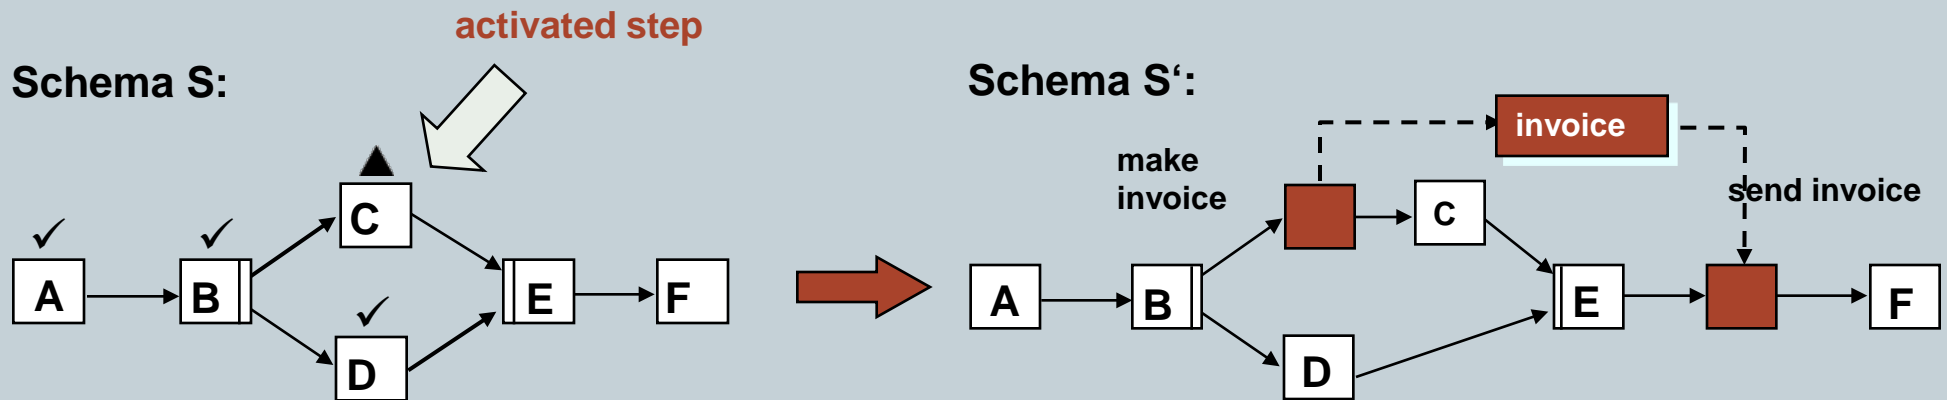 activated step
Schema S:
C
A
B
E
F
D
Schema S‘:
invoice
make
invoice
send invoice
C
A
B
E
F
D